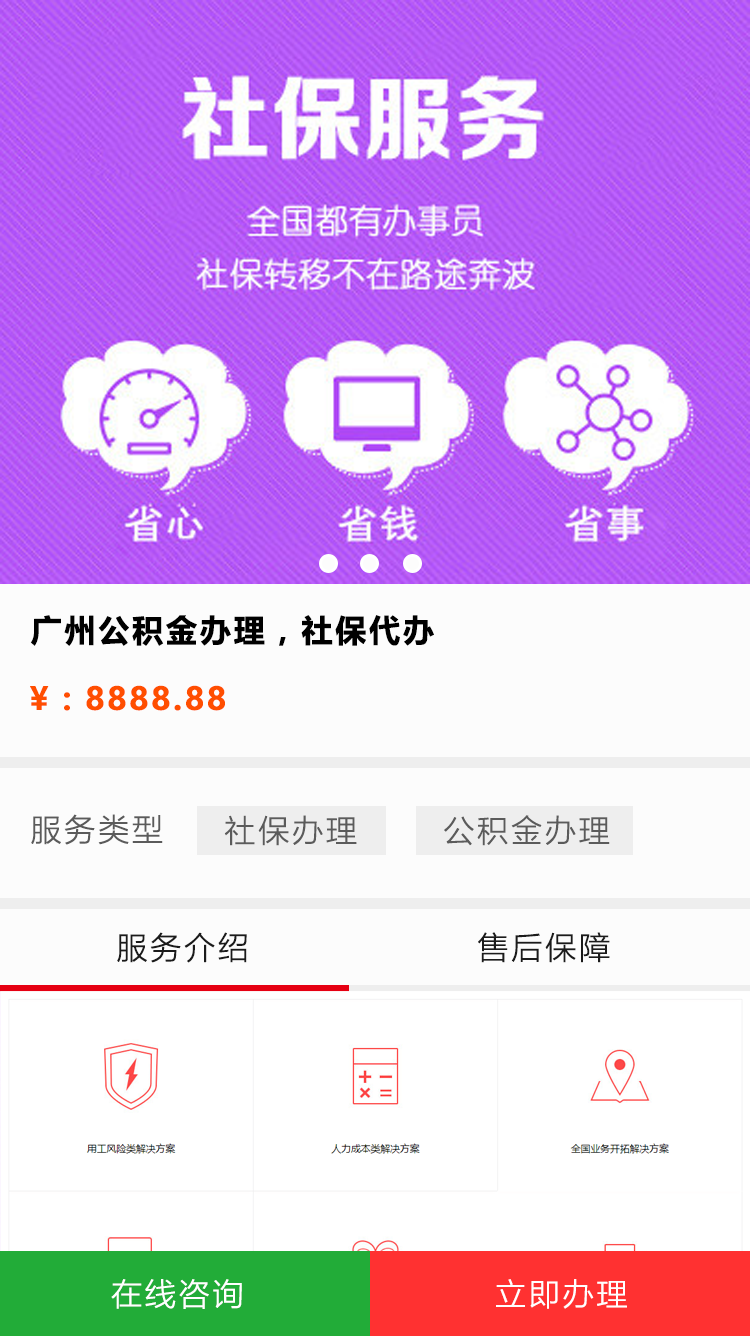 社保服务
全国都有办事员
社保转移不在路途奔波
省心 省钱 省事
广州公积金办理，社保代办
¥：8888.88
服务类型 社保办理 公积金办理
服务介绍 售后保障
用工风险类解决方案 人力成本类解决方案 全国业务开拓解决方案
在线咨询 立即办理